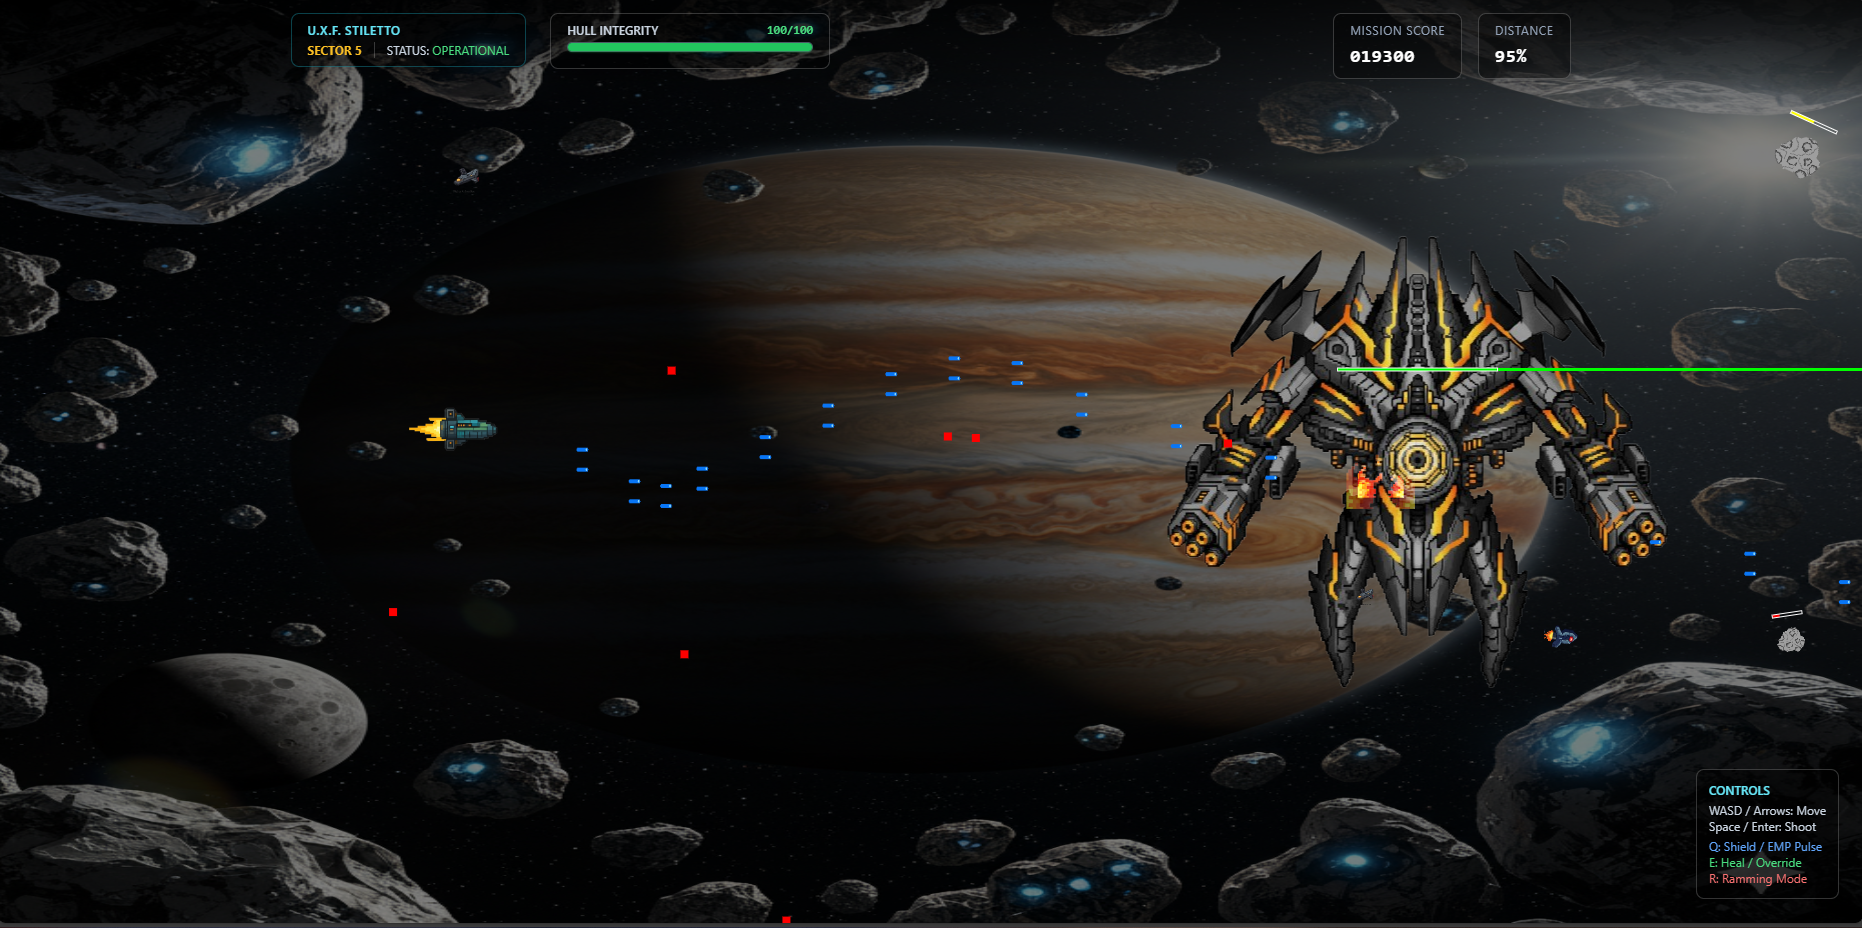 U.X.F. STILETTO
SECTOR 5 STATUS: OPERATIONAL
HULL INTEGRITY 100/100
MISSION SCORE
019300
DISTANCE
95%
CONTROLS
WASD / Arrows: Move
Space / Enter: Shoot
Q: Shield / EMP Pulse
E: Heal / Override
R: Ramming Mode